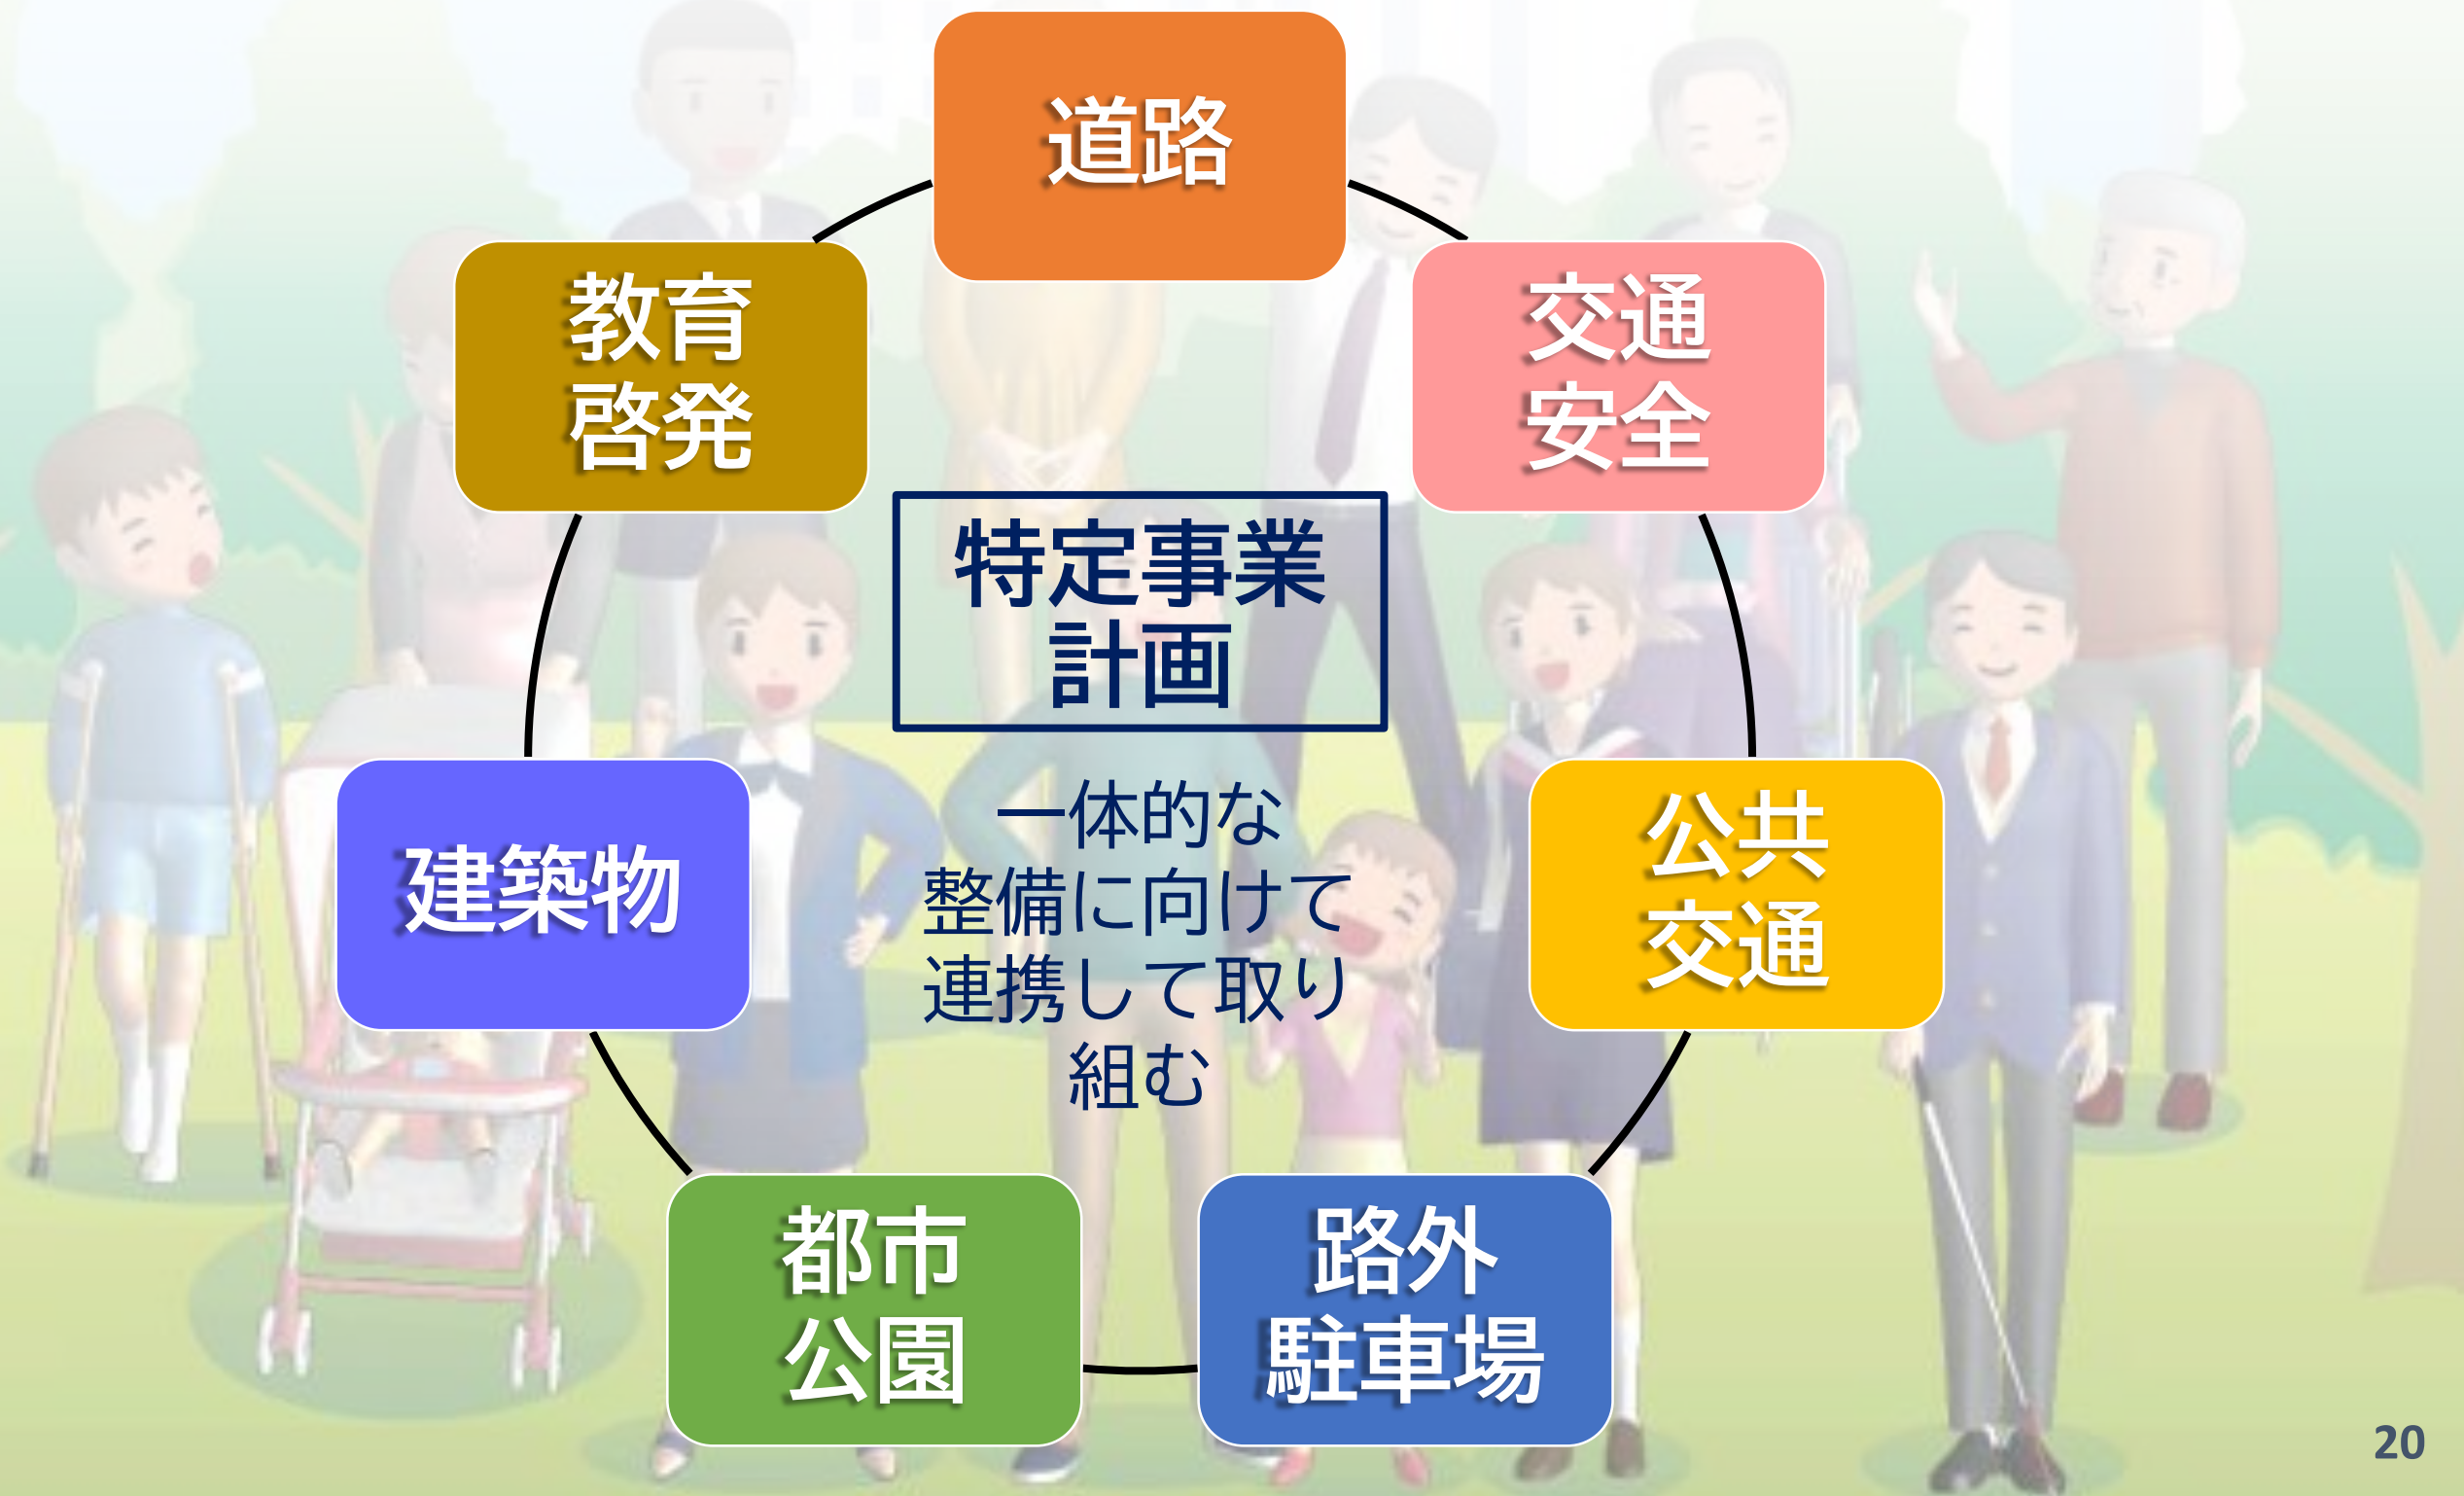 道路
教育
啓発
交通
安全
特定事業
計画
一体的な
整備に向けて
連携して取り
組む
建築物
公共
交通
都市
公園
路外
駐車場
20